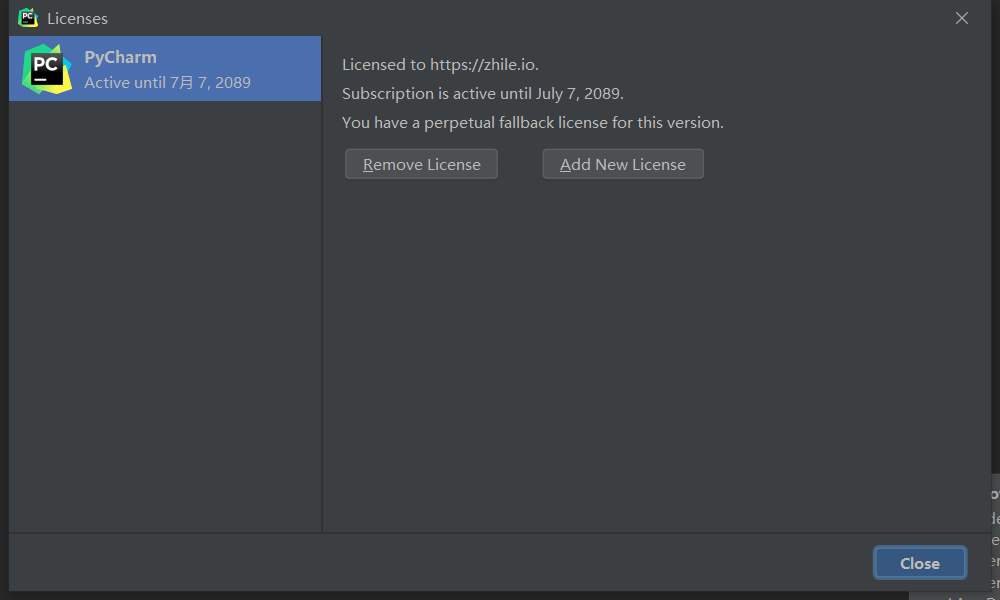 PC
Licenses
PC
PyCharm
Active until 7月 7, 2089
Licensed to https://zhile.io.
Subscription is active until July 7, 2089.
You have a perpetual fallback license for this version.
Remove License
Add New License
Close